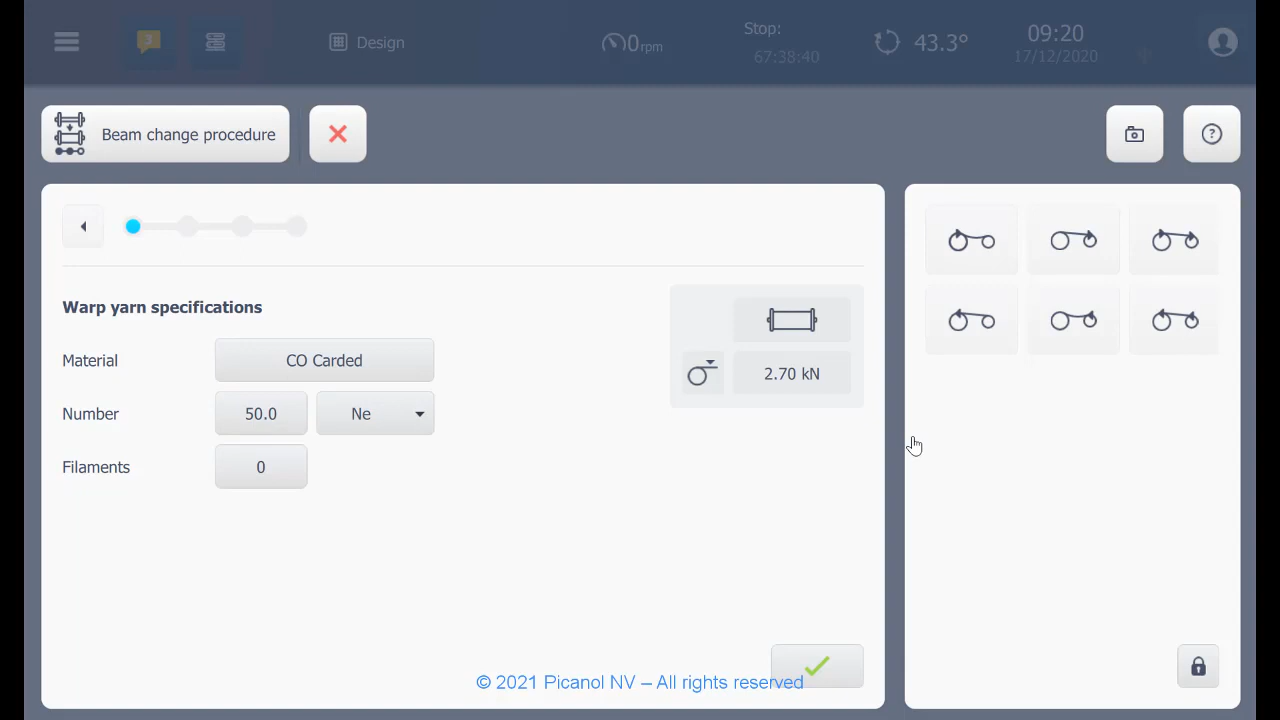 3
Design
0rpm
Stop:
67:38:40
43.3°
09:20
17/12/2020
Beam change procedure
?
Warp yarn specifications
Material
CO Carded
Number
50.0
Ne
Filaments
0
2.70 kN
© 2021 Picanol NV – All rights reserved